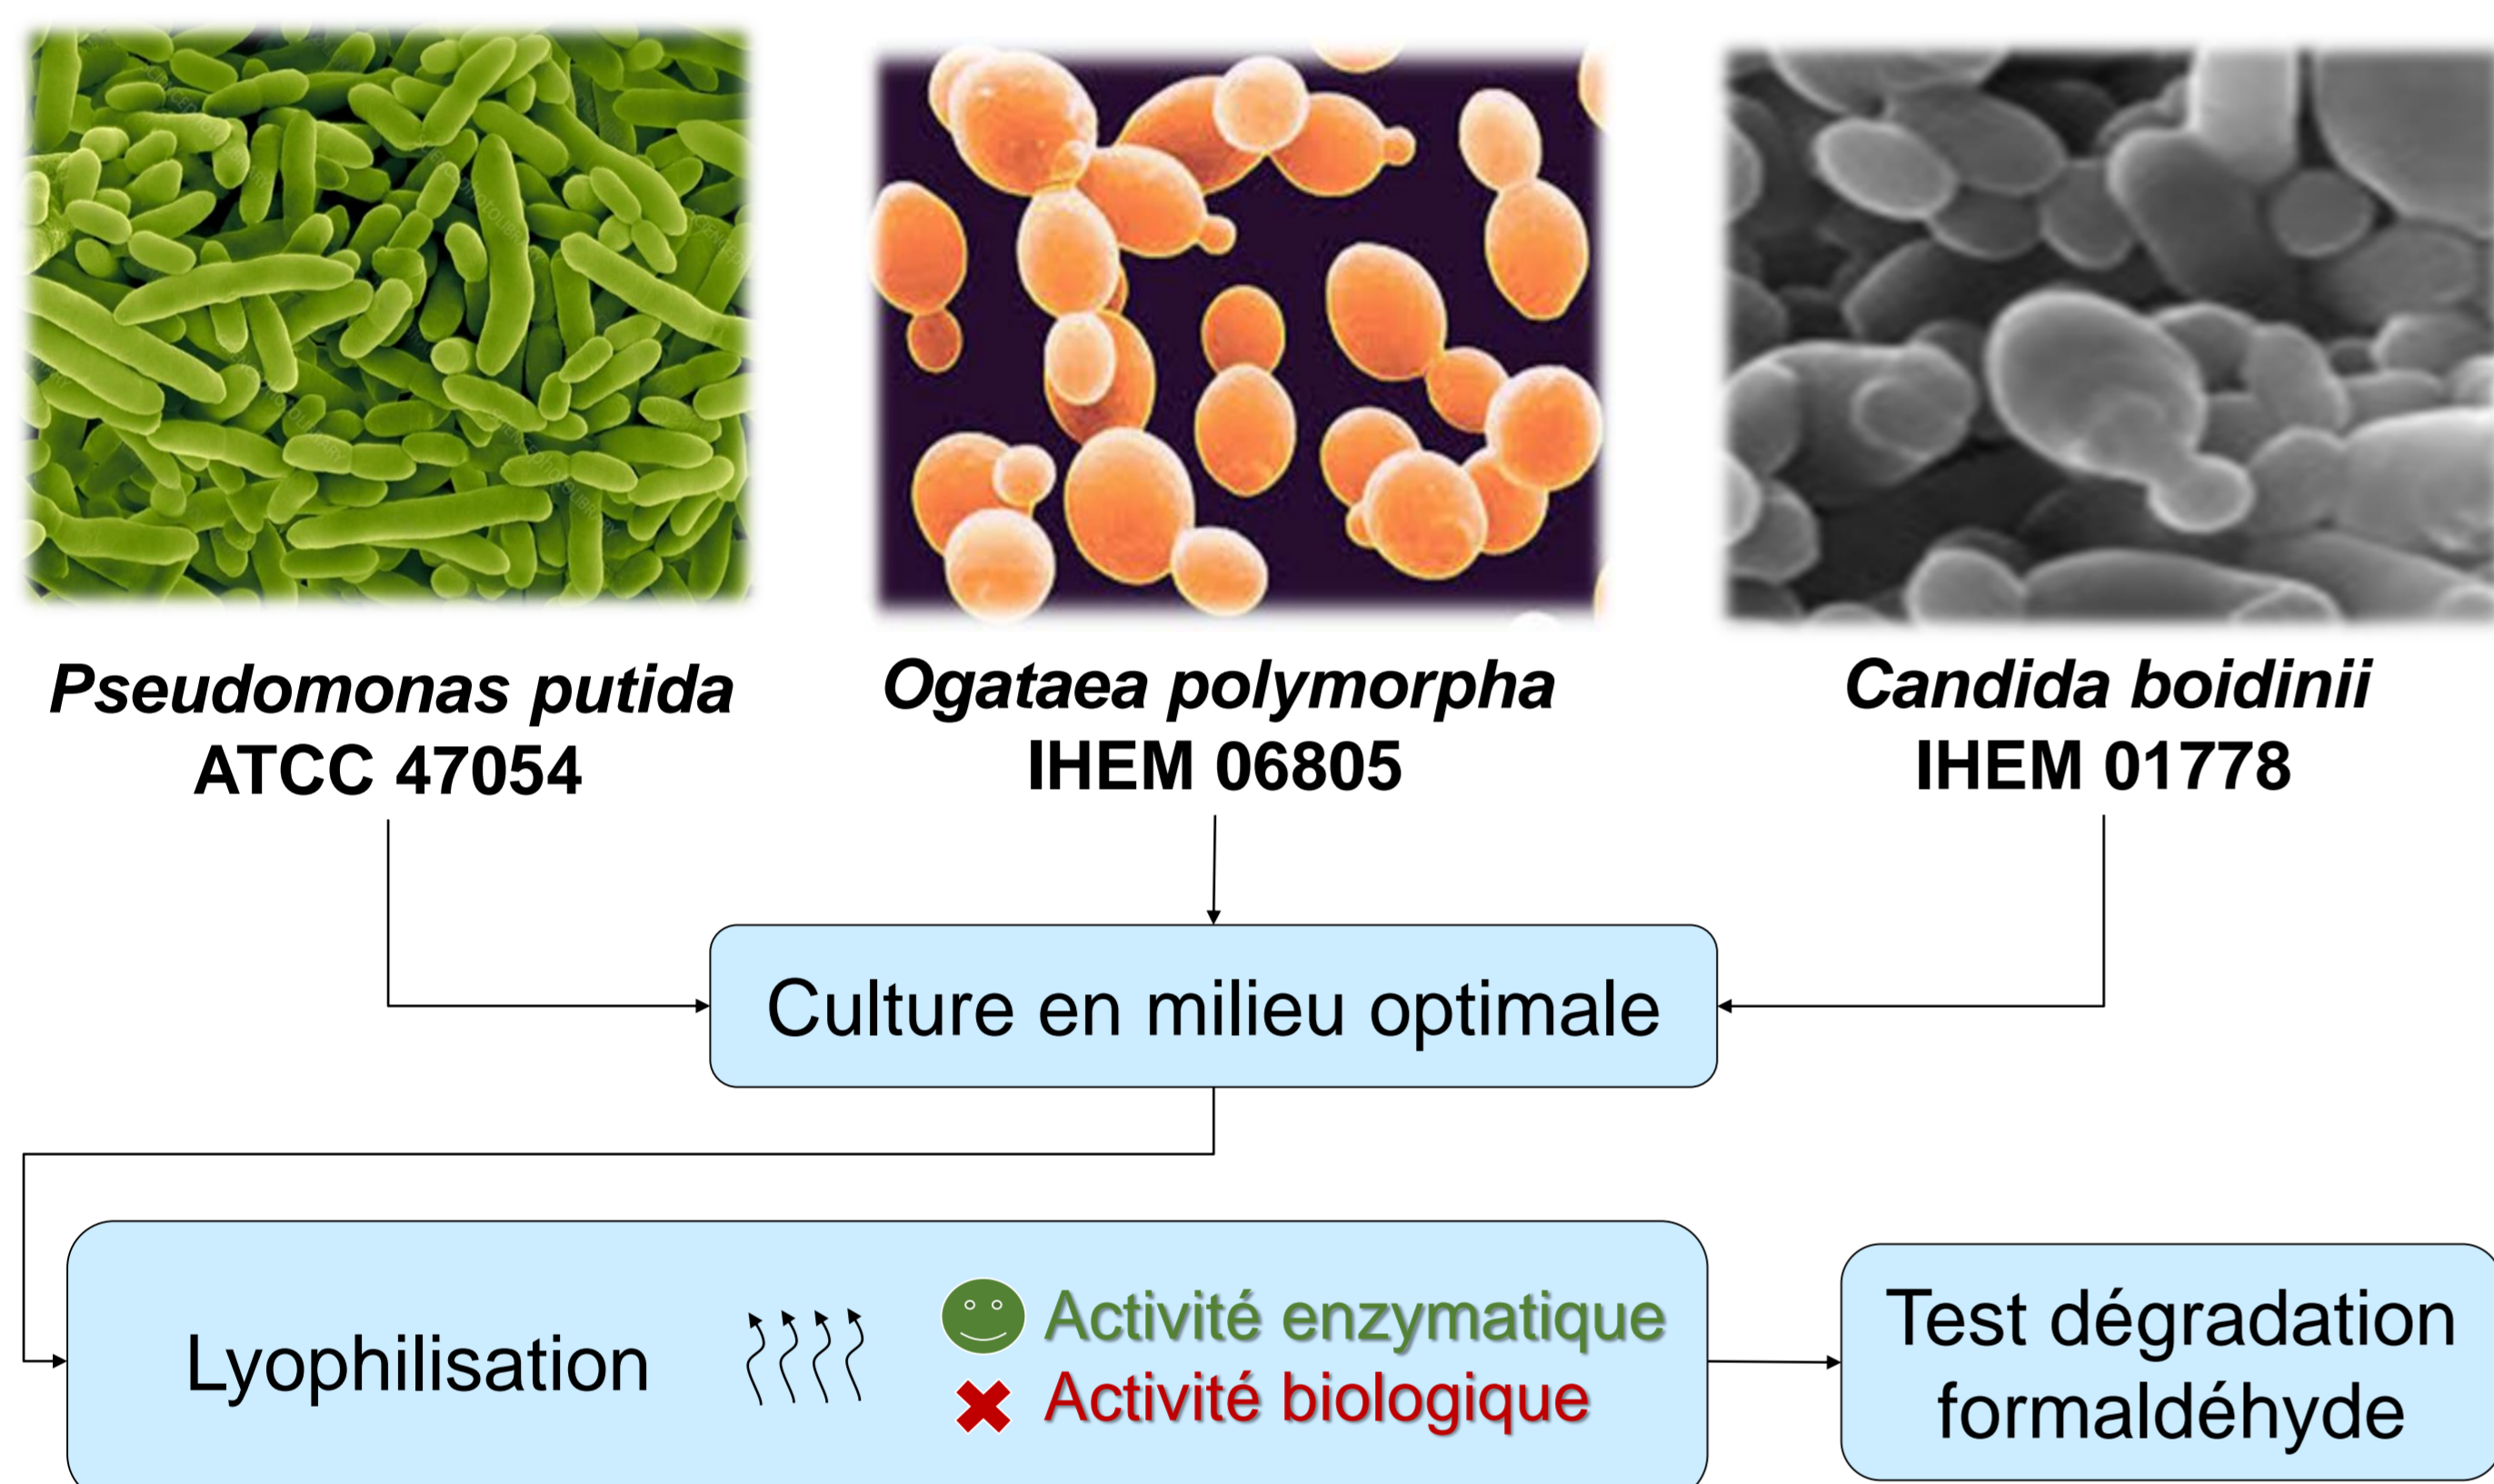 Pseudomonas putida
ATCC 47054
Ogataea polymorpha
IHEM 06805
Candida boidinii
IHEM 01778
Culture en milieu optimale
Lyophilisation
Activité enzymatique
Activité biologique
Test dégradation
formaldéhyde